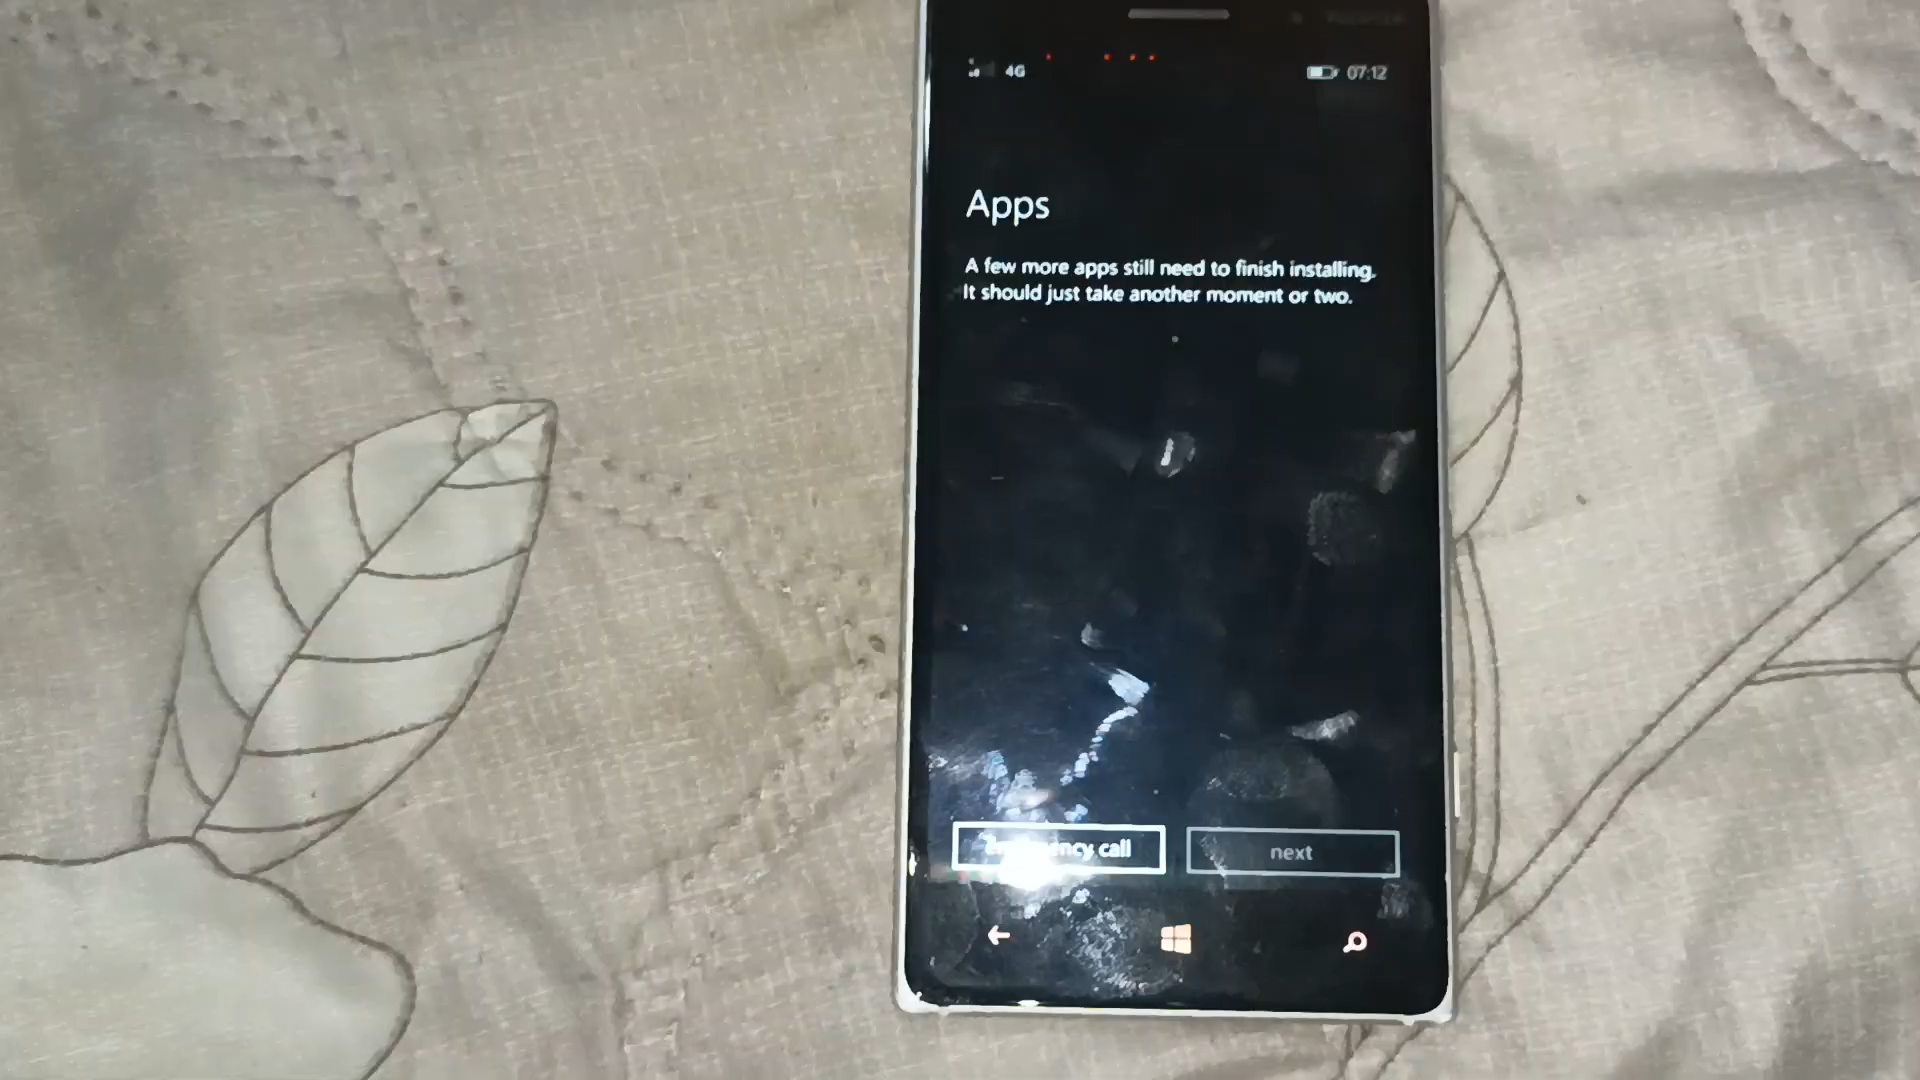 4G 07:12
Apps
A few more apps still need to finish installing.
It should just take another moment or two.
call next